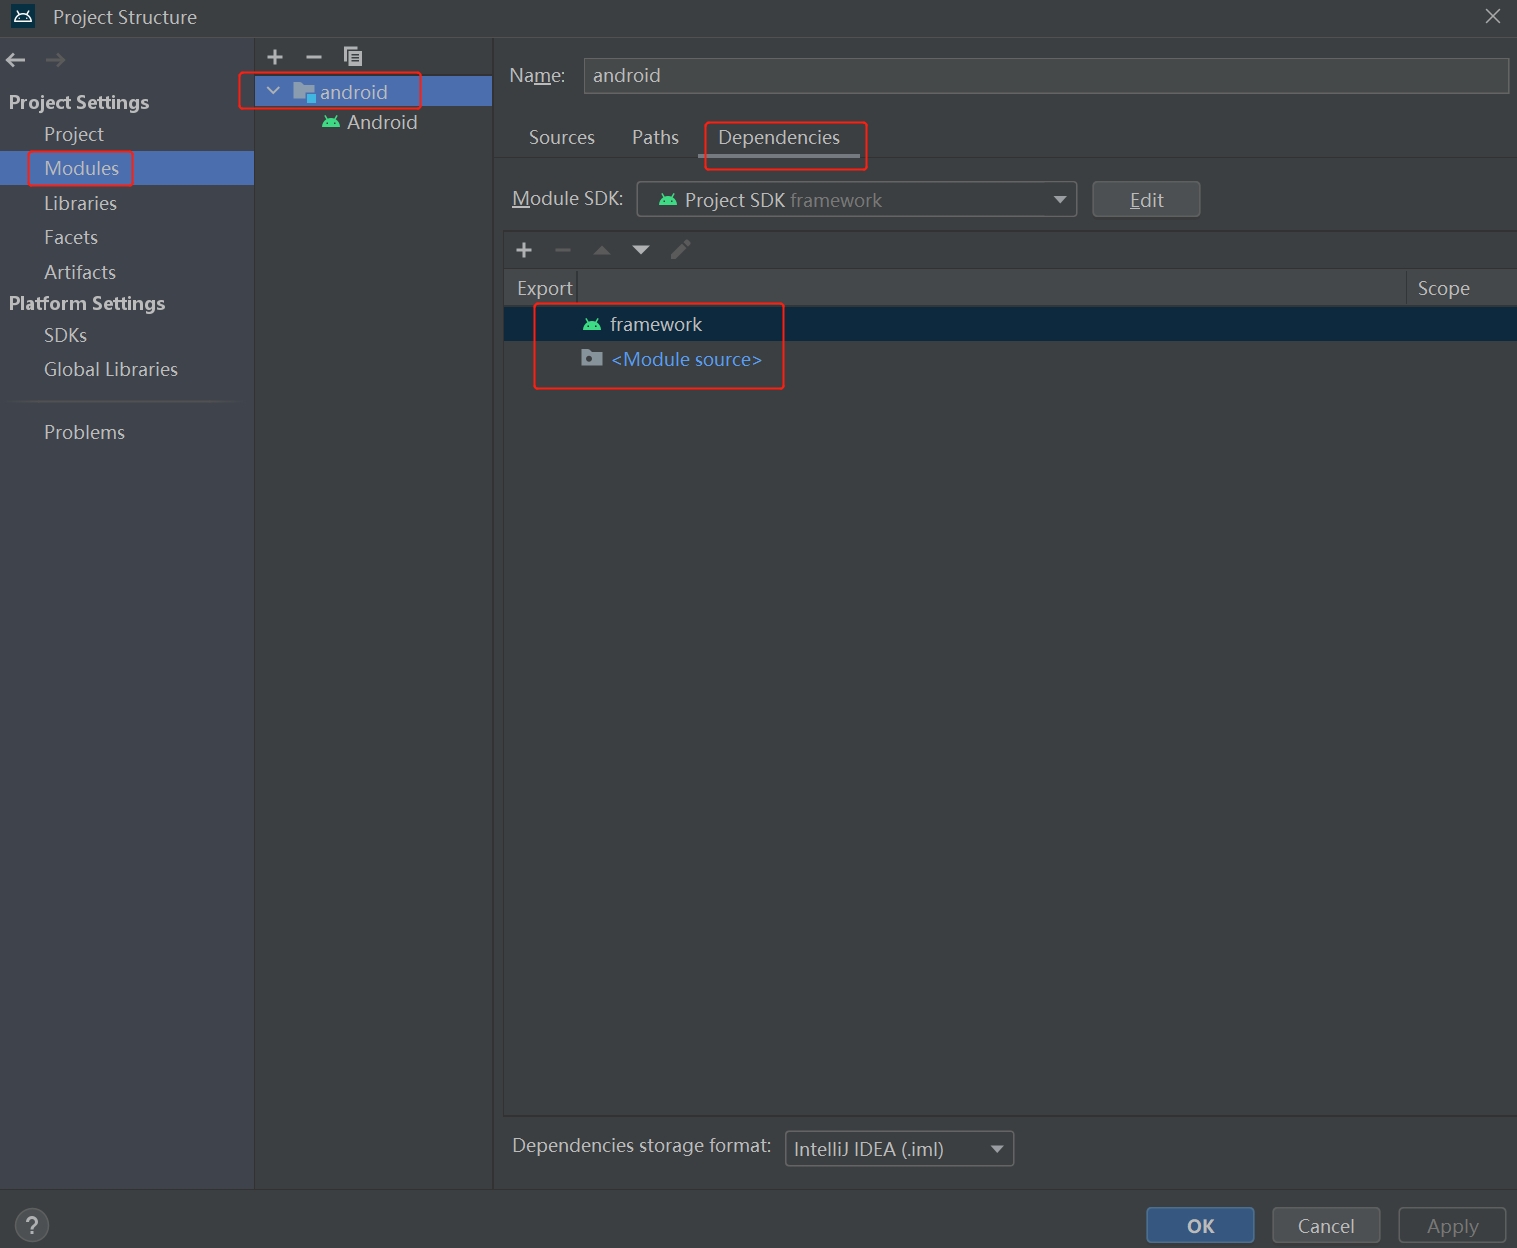 Project Structure
Project Settings
Project
Modules
Libraries
Facets
Artifacts
Platform Settings
SDKs
Global Libraries
Problems
android
Android
Name: android
Sources Paths Dependencies
Module SDK: Project SDK framework Edit
Export Scope
framework
<Module source>
Dependencies storage format: IntelliJ IDEA (.iml)
? OK Cancel Apply